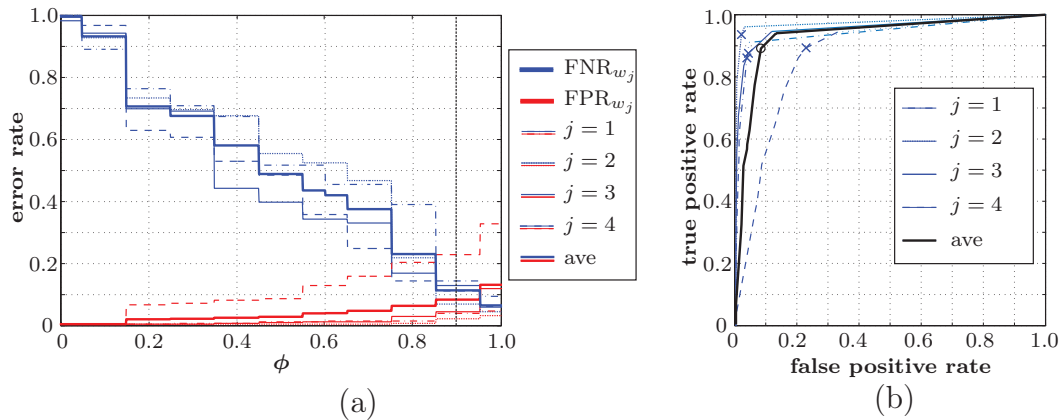 error rate
1.0
0.8
0.6
0.4
0.2
0
0
0.2
0.4
0.6
0.8
1.0
ϕ
FNR_{w_j}
FPR_{w_j}
j = 1
j = 2
j = 3
j = 4
ave
(a)
true positive rate
1.0
0.8
0.6
0.4
0.2
0
0
0.2
0.4
0.6
0.8
1.0
false positive rate
j = 1
j = 2
j = 3
j = 4
ave
(b)